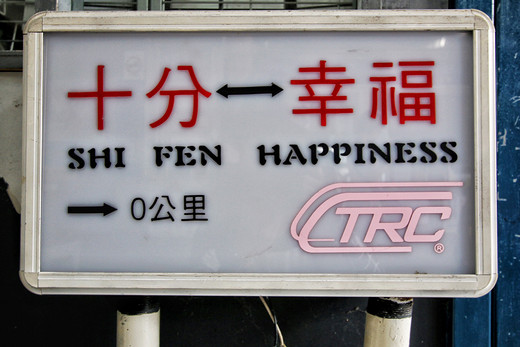 十分 ↔ 幸福
SHI FEN HAPPINESS
→ 0公里
TRC ®